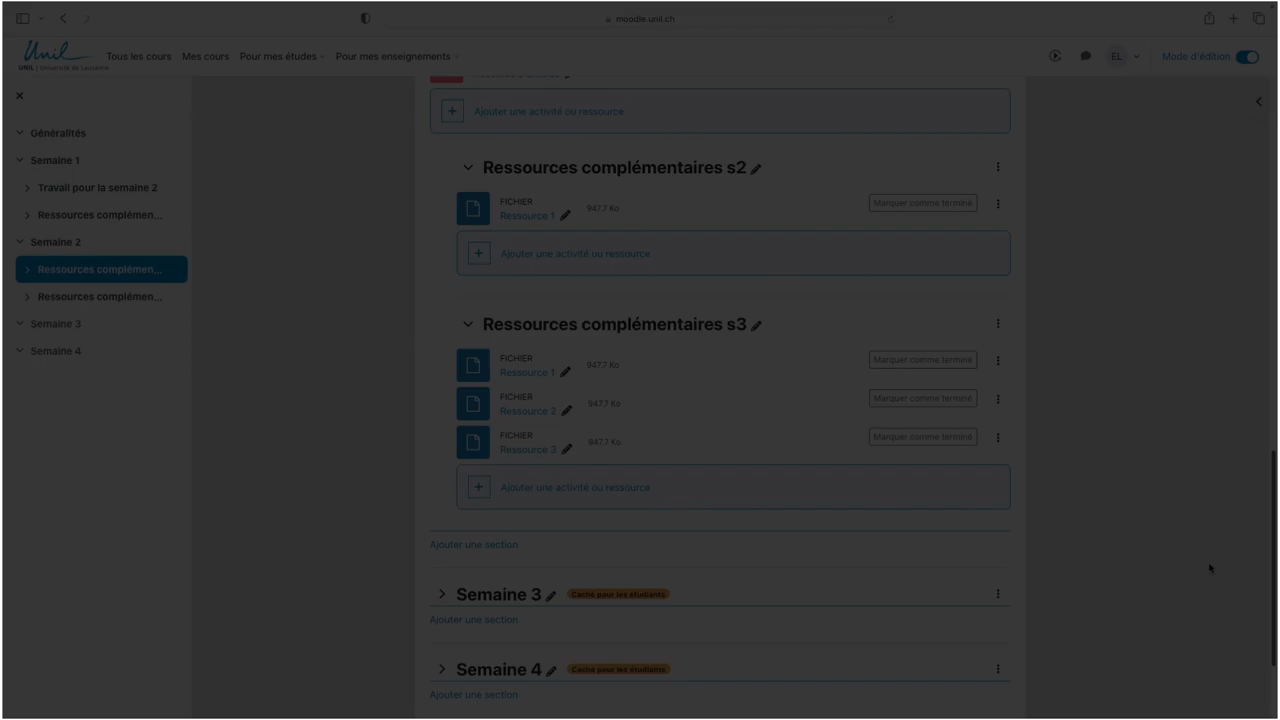 moodle.unil.ch
Unil
UNIL | Université de Lausanne
Tous les cours
Mes cours
Pour mes études
Pour mes enseignements
EL
Mode d'édition
Généralités
Semaine 1
Travail pour la semaine 2
Ressources complémen...
Semaine 2
Ressources complémen...
Ressources complémen...
Semaine 3
Semaine 4
Ajouter une activité ou ressource
Ressources complémentaires s2
FICHIER
Ressource 1
947.7 Ko
Marquer comme terminé
Ajouter une activité ou ressource
Ressources complémentaires s3
FICHIER
Ressource 1
947.7 Ko
Marquer comme terminé
FICHIER
Ressource 2
947.7 Ko
Marquer comme terminé
FICHIER
Ressource 3
947.7 Ko
Marquer comme terminé
Ajouter une activité ou ressource
Ajouter une section
Semaine 3
Caché pour les étudiants
Ajouter une section
Semaine 4
Caché pour les étudiants
Ajouter une section